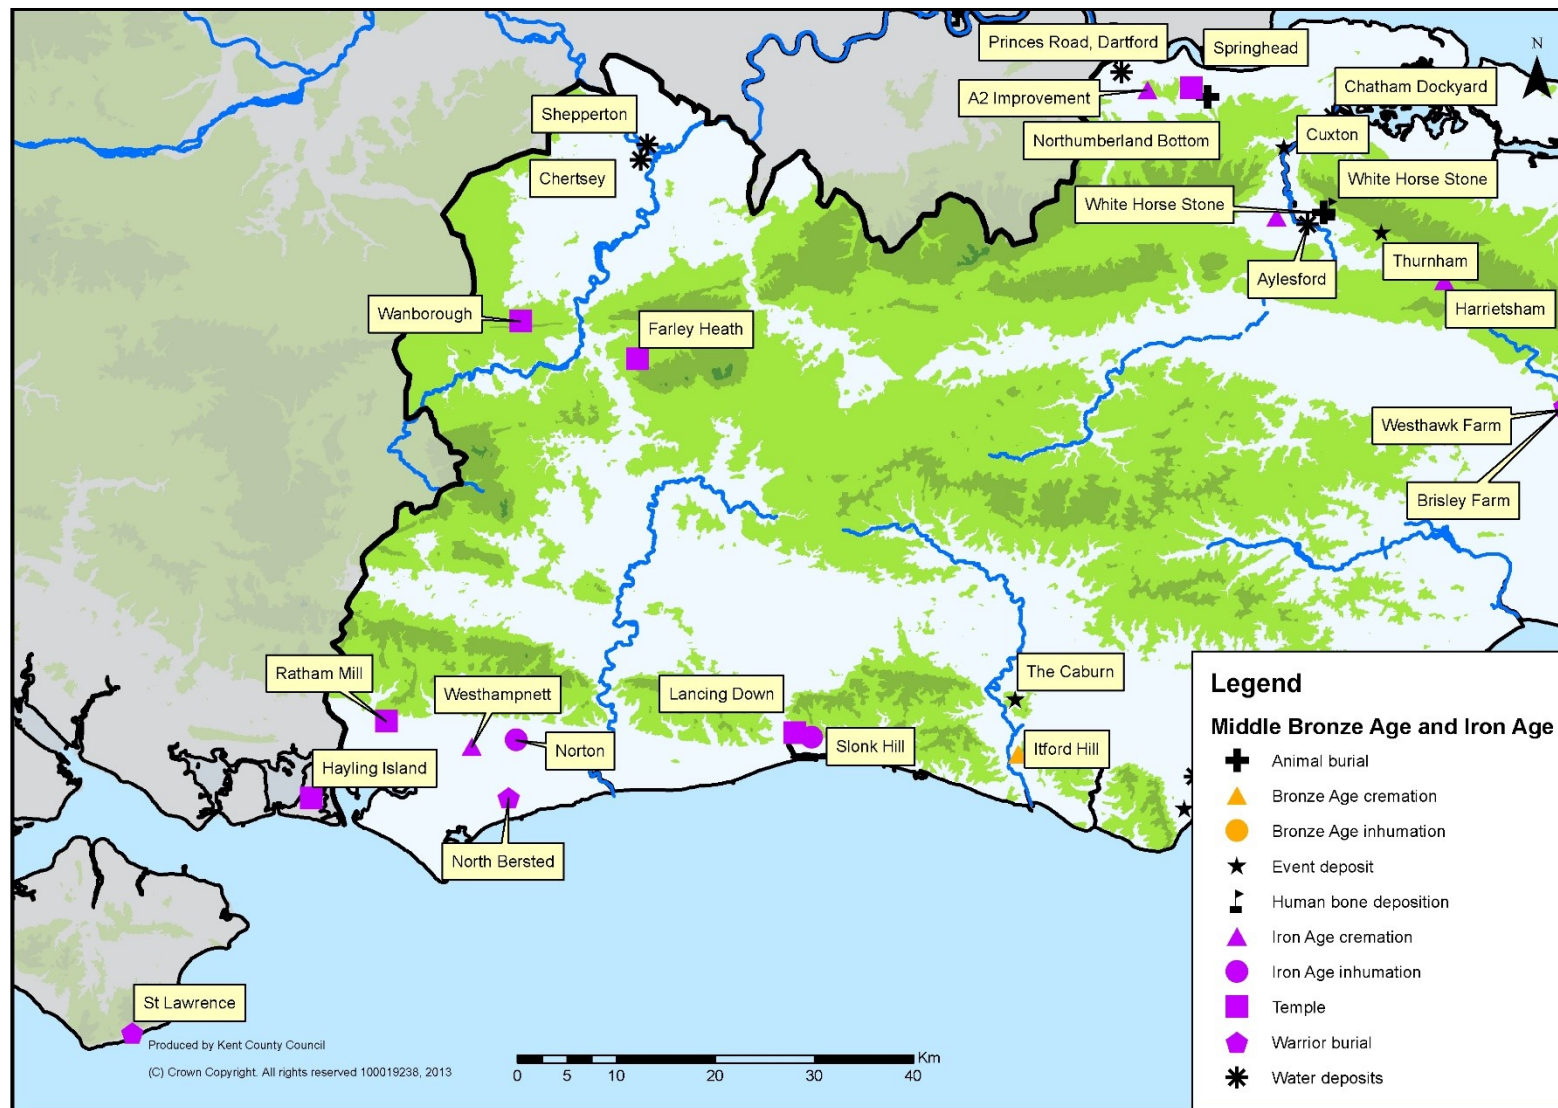 Princes Road, Dartford
Springhead
N
A2 Improvement
Chatham Dockyard
Shepperton
Northumberland Bottom
Cuxton
Chertsey
White Horse Stone
White Horse Stone
Aylesford
Thurnham
Harrietsham
Wanborough
Farley Heath
Westhawk Farm
Brisley Farm
Ratham Mill
Westhampnett
Lancing Down
The Caburn
Hayling Island
Norton
Slonk Hill
Itford Hill
North Bersted
St Lawrence
Produced by Kent County Council
(C) Crown Copyright. All rights reserved 100019238, 2013
Km
0 5 10 20 30 40
Legend
Middle Bronze Age and Iron Age
Animal burial
Bronze Age cremation
Bronze Age inhumation
Event deposit
Human bone deposition
Iron Age cremation
Iron Age inhumation
Temple
Warrior burial
Water deposits